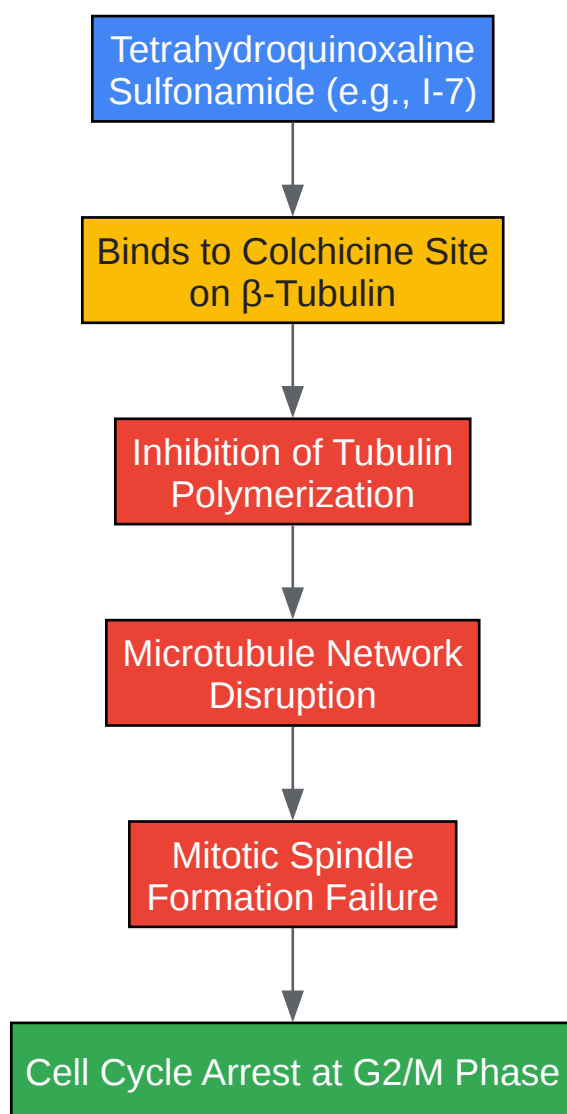 Tetrahydroquinoxaline
Sulfonamide (e.g., I-7)
Binds to Colchicine Site
on β-Tubulin
Inhibition of Tubulin
Polymerization
Microtubule Network
Disruption
Mitotic Spindle
Formation Failure
Cell Cycle Arrest at G2/M Phase